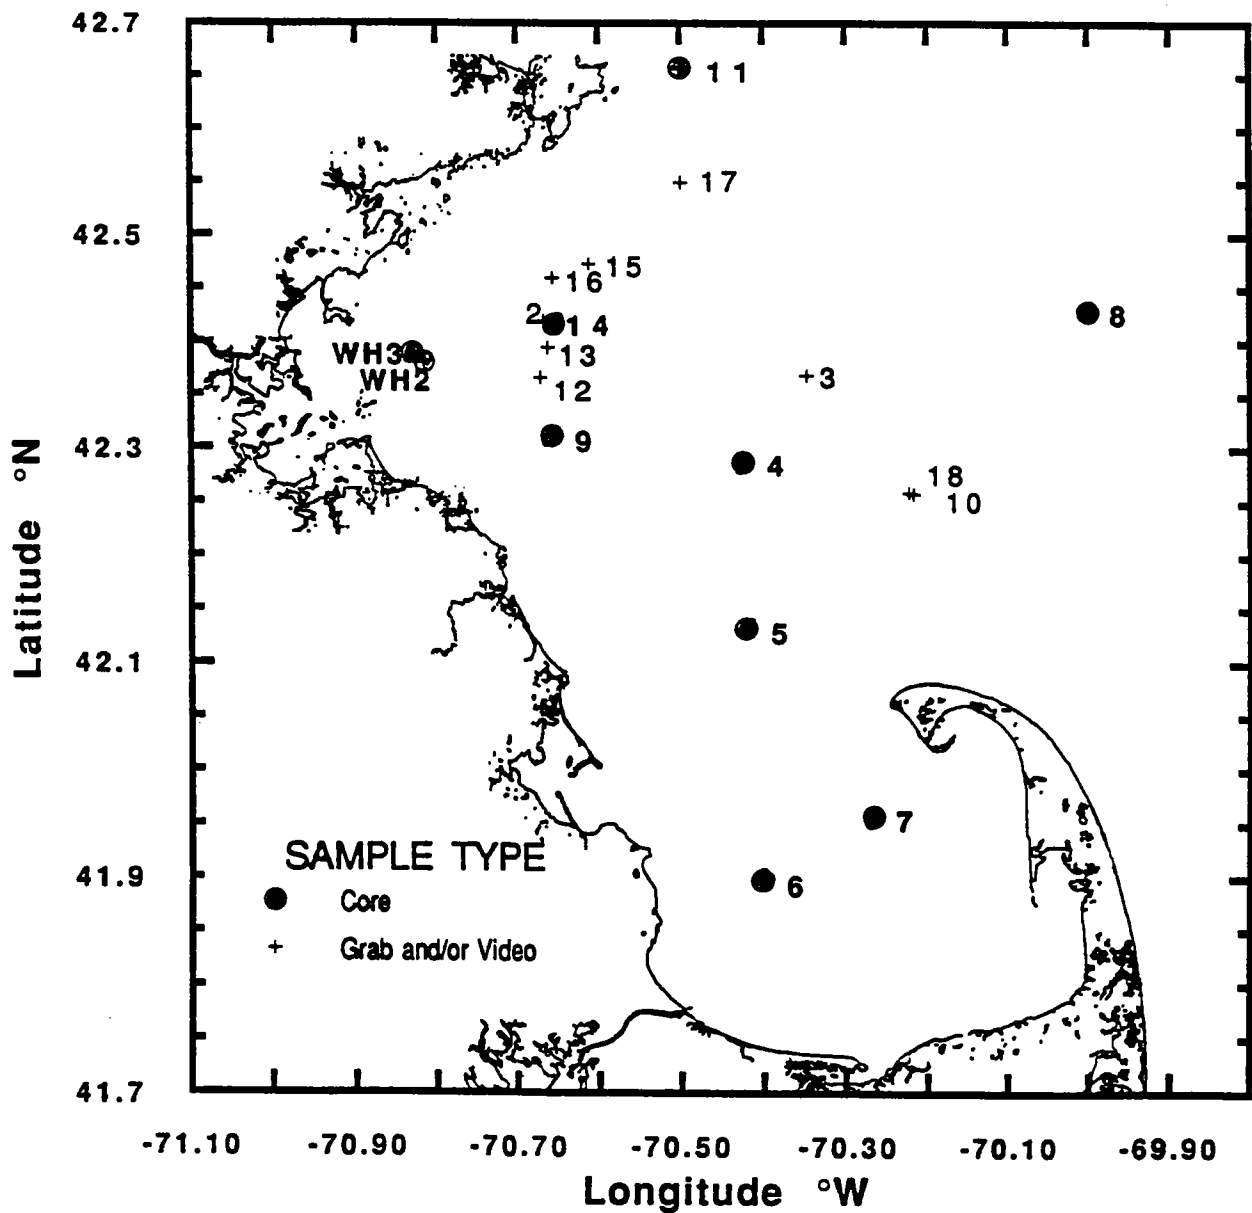 42.7
11
17
42.5
15
16
2
14
8
WH3
13
WH2
12
3
42.3
9
4
18
10
Latitude °N
5
42.1
7
SAMPLE TYPE
41.9
6
Core
Grab and/or Video
41.7
-71.10 -70.90 -70.70 -70.50 -70.30 -70.10 -69.90
Longitude °W